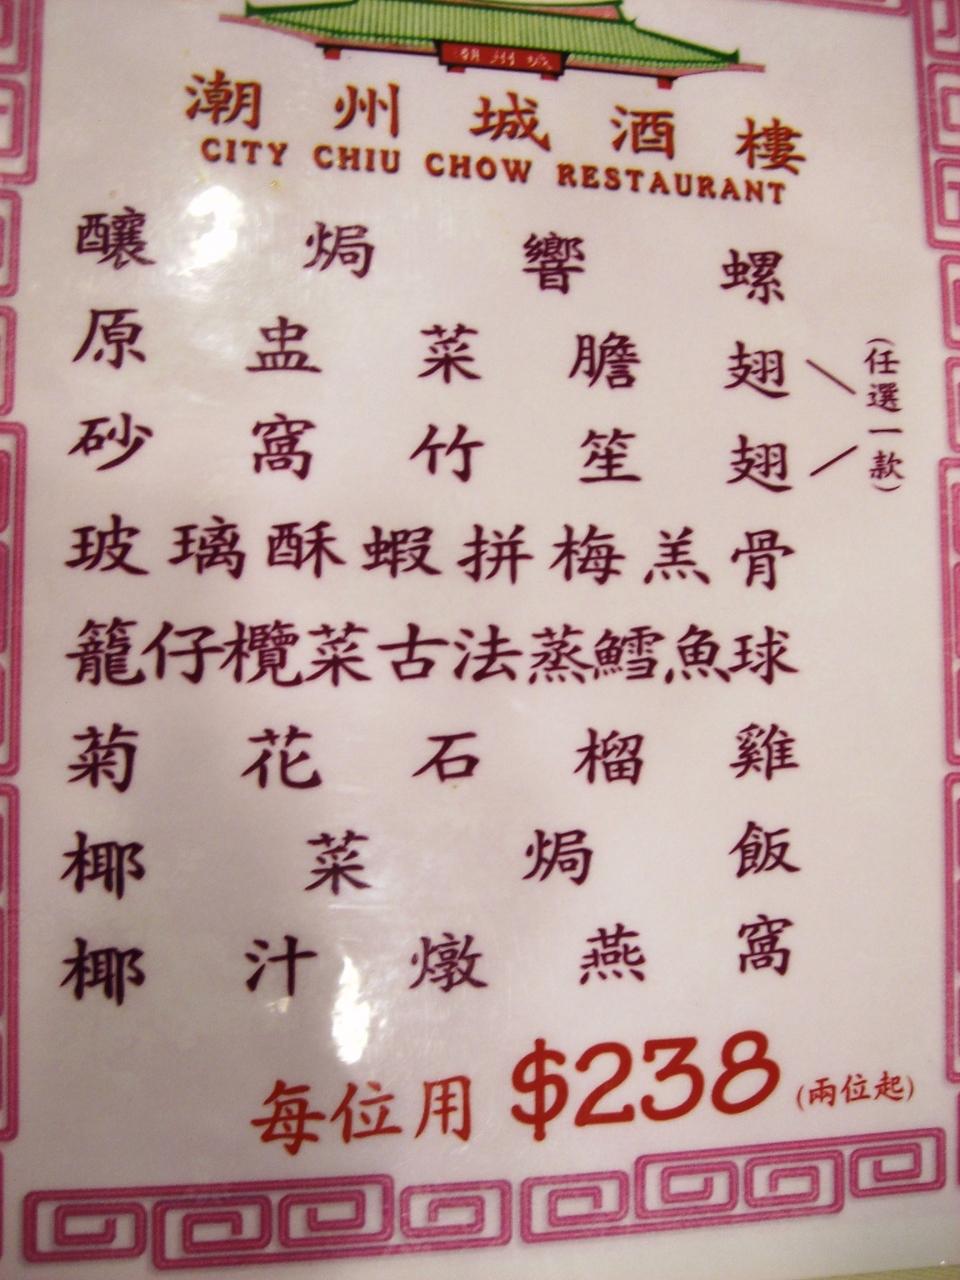 潮州城
潮州城酒樓
CITY CHIU CHOW RESTAURANT
釀焗響螺
原盅菜膽翅
砂窩竹笙翅
(任選一款)
玻璃酥蝦拼梅羔骨
籠仔欖菜古法蒸鱈魚球
菊花石榴雞
椰菜焗飯
椰汁燉燕窩
每位用 $238 (兩位起)